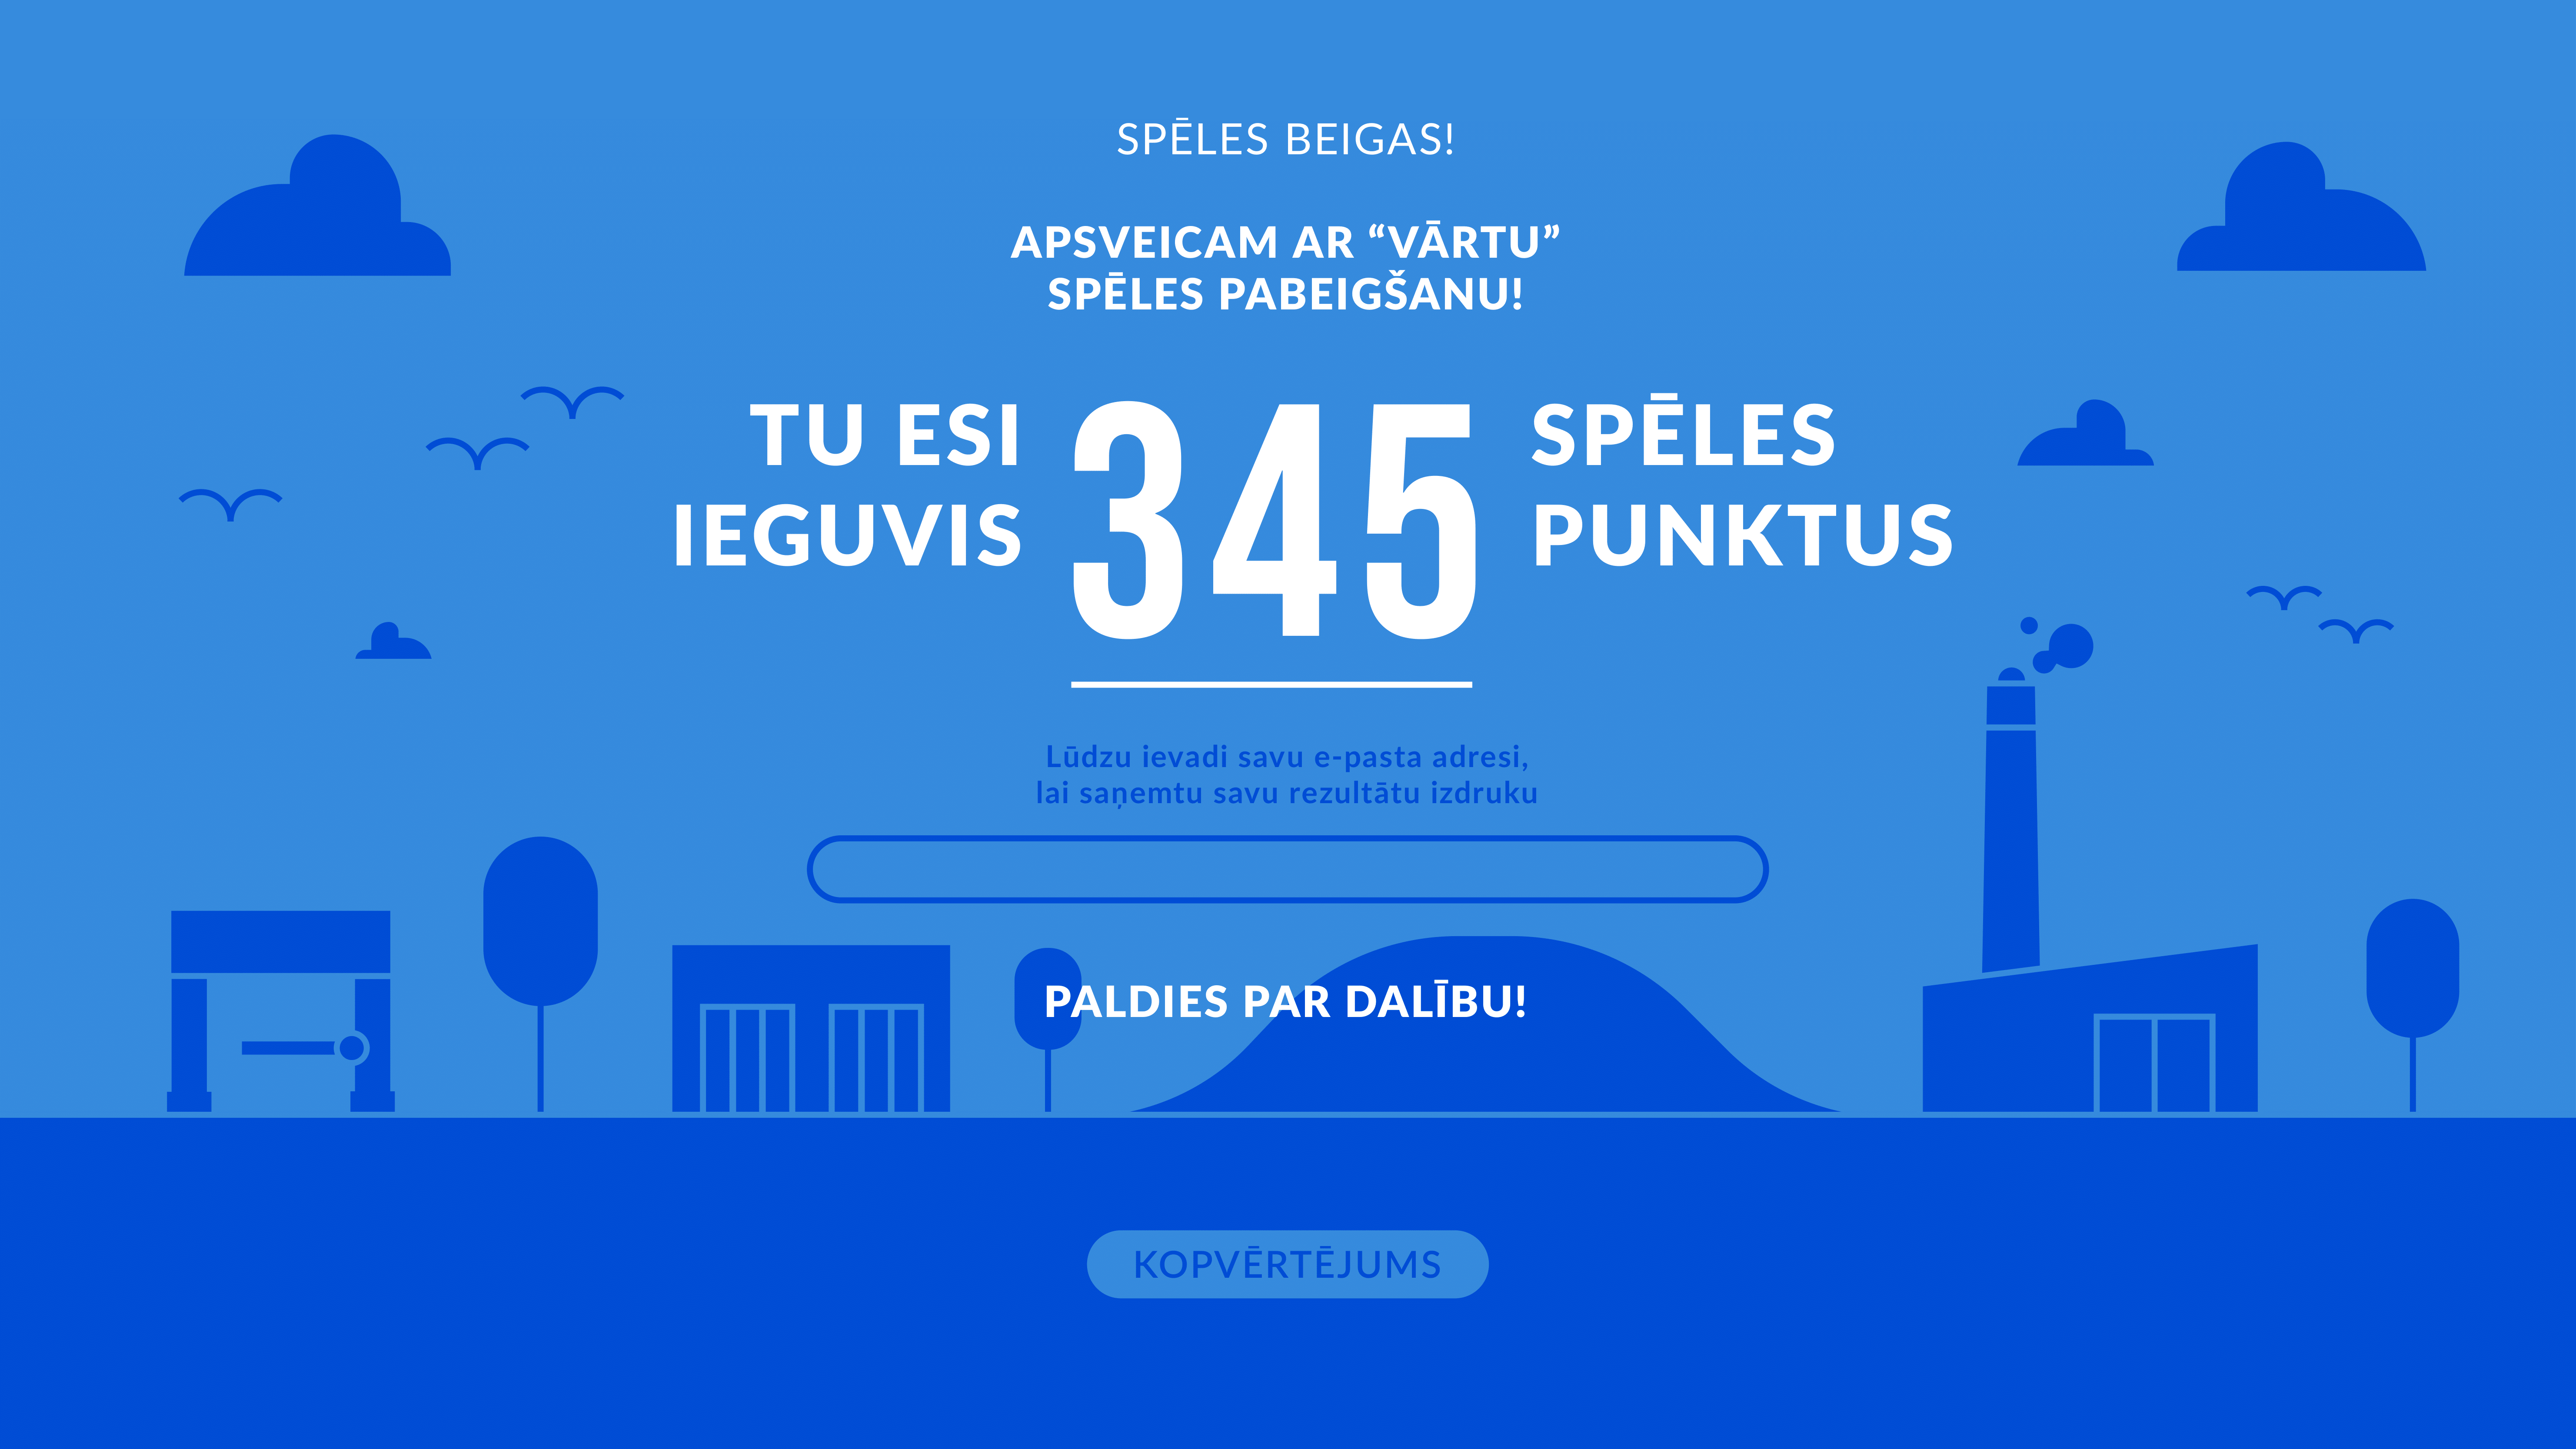 SPĒLES BEIGAS!
APSVEICAM AR “VĀRTU”
SPĒLES PABEIGŠANU!
TU ESI
IEGUVIS
345
SPĒLES
PUNKTUS
Lūdzu ievadi savu e-pasta adresi,
lai saņemtu savu rezultātu izdruku
PALDIES PAR DALĪBU!
KOPVĒRTĒJUMS